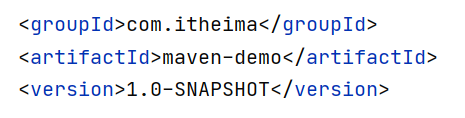 <groupId>com.itheima</groupId>
<artifactId>maven-demo</artifactId>
<version>1.0-SNAPSHOT</version>